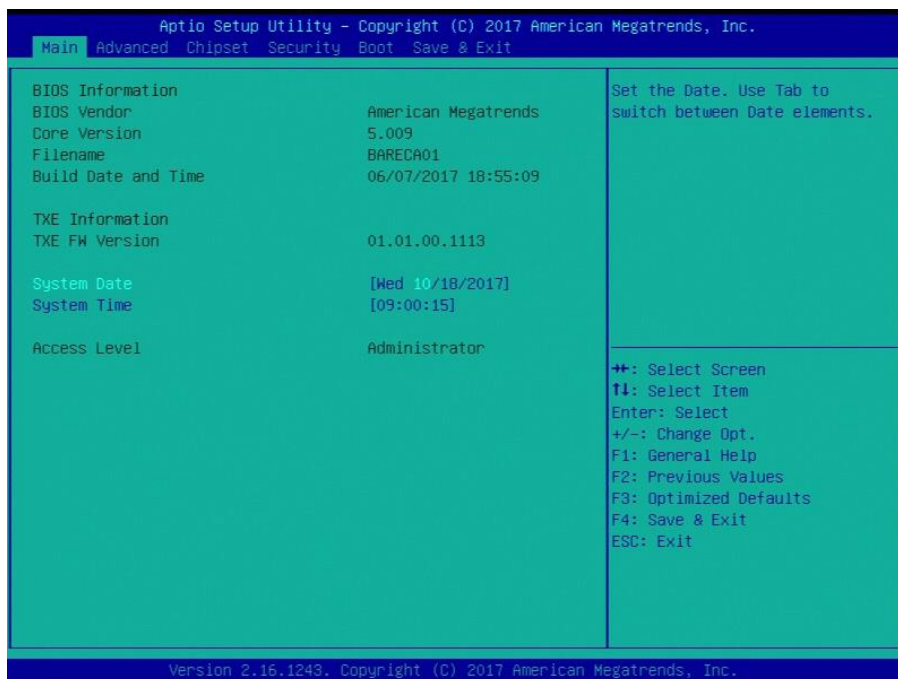 Aptio Setup Utility – Copyright (C) 2017 American Megatrends, Inc.
Main Advanced Chipset Security Boot Save & Exit
BIOS Information
BIOS Vendor American Megatrends
Core Version 5.009
Filename BARECA01
Build Date and Time 06/07/2017 18:55:09
TXE Information
TXE FW Version 01.01.00.1113
System Date [Wed 10/18/2017]
System Time [09:00:15]
Access Level Administrator
Set the Date. Use Tab to
switch between Date elements.
→←: Select Screen
↑↓: Select Item
Enter: Select
+/-: Change Opt.
F1: General Help
F2: Previous Values
F3: Optimized Defaults
F4: Save & Exit
ESC: Exit
Version 2.16.1243. Copyright (C) 2017 American Megatrends, Inc.